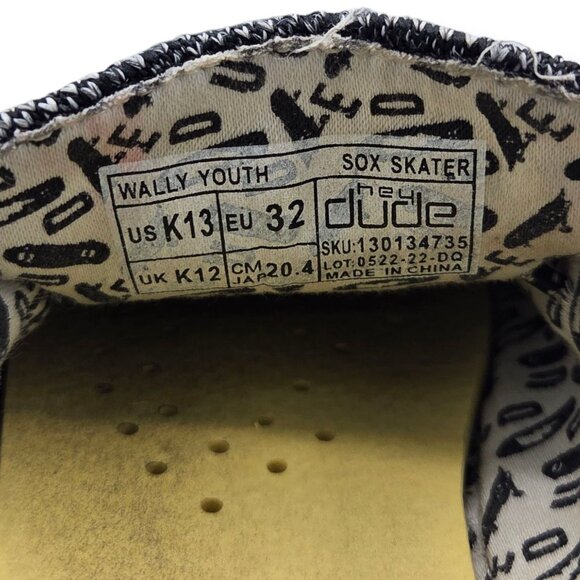 WALLY YOUTH SOX SKATER
US K13 EU 32 hey dude
UK K12 CM JAP 20.4 SKU:130134735
LOT:0522-22-DQ
MADE IN CHINA